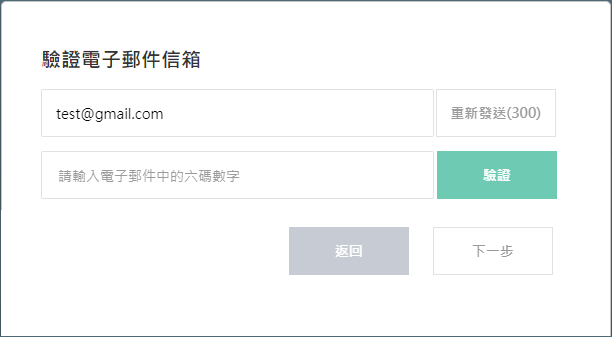 驗證電子郵件信箱
test@gmail.com
重新發送(300)
請輸入電子郵件中的六碼數字
驗證
返回
下一步